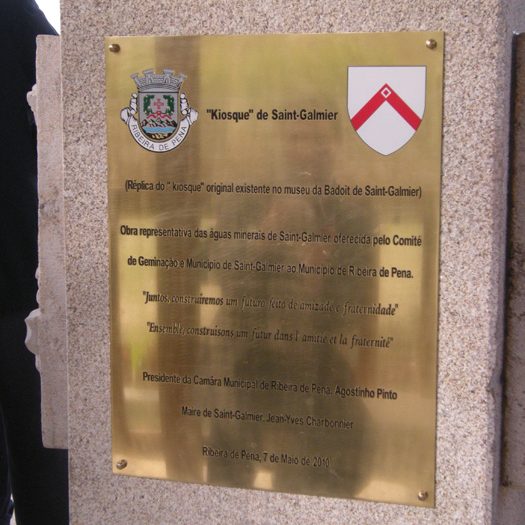 RIBEIRA DE PENA
"Kiosque" de Saint-Galmier
(Réplica do " kiosque" original existente no museu da Badoit de Saint-Galmier)
Obra representativa das águas minerais de Saint-Galmier oferecida pelo Comité
de Geminação e Municipio de Saint-Galmier ao Município de Ribeira de Pena.
"Juntos, construiremos um futuro feito de amizade e fraternidade"
"Ensemble, construisons un futur dans l'amitié et la fraternité"
Presidente da Camâra Municipal de Ribeira de Pena, Agostinho Pinto
Maire de Saint-Galmier, Jean-Yves Charbonnier
Ribeira de Pena, 7 de Maio de 2010